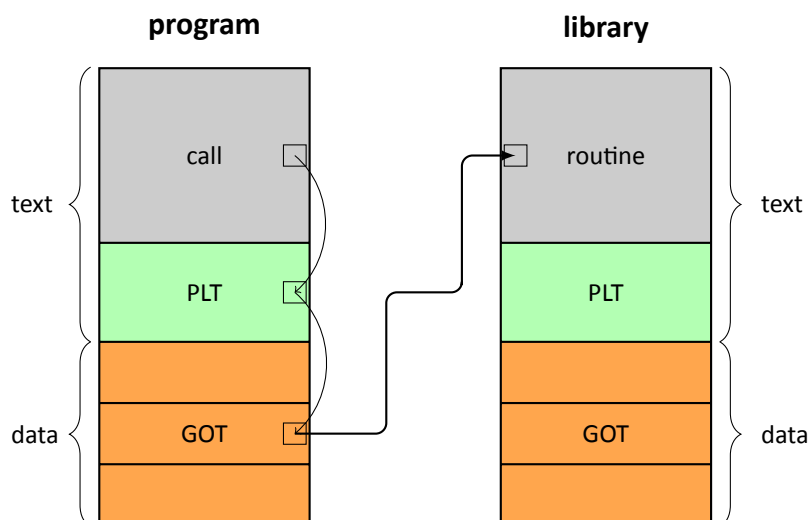 program
library
call
routine
text
text
PLT
PLT
data
GOT
GOT
data